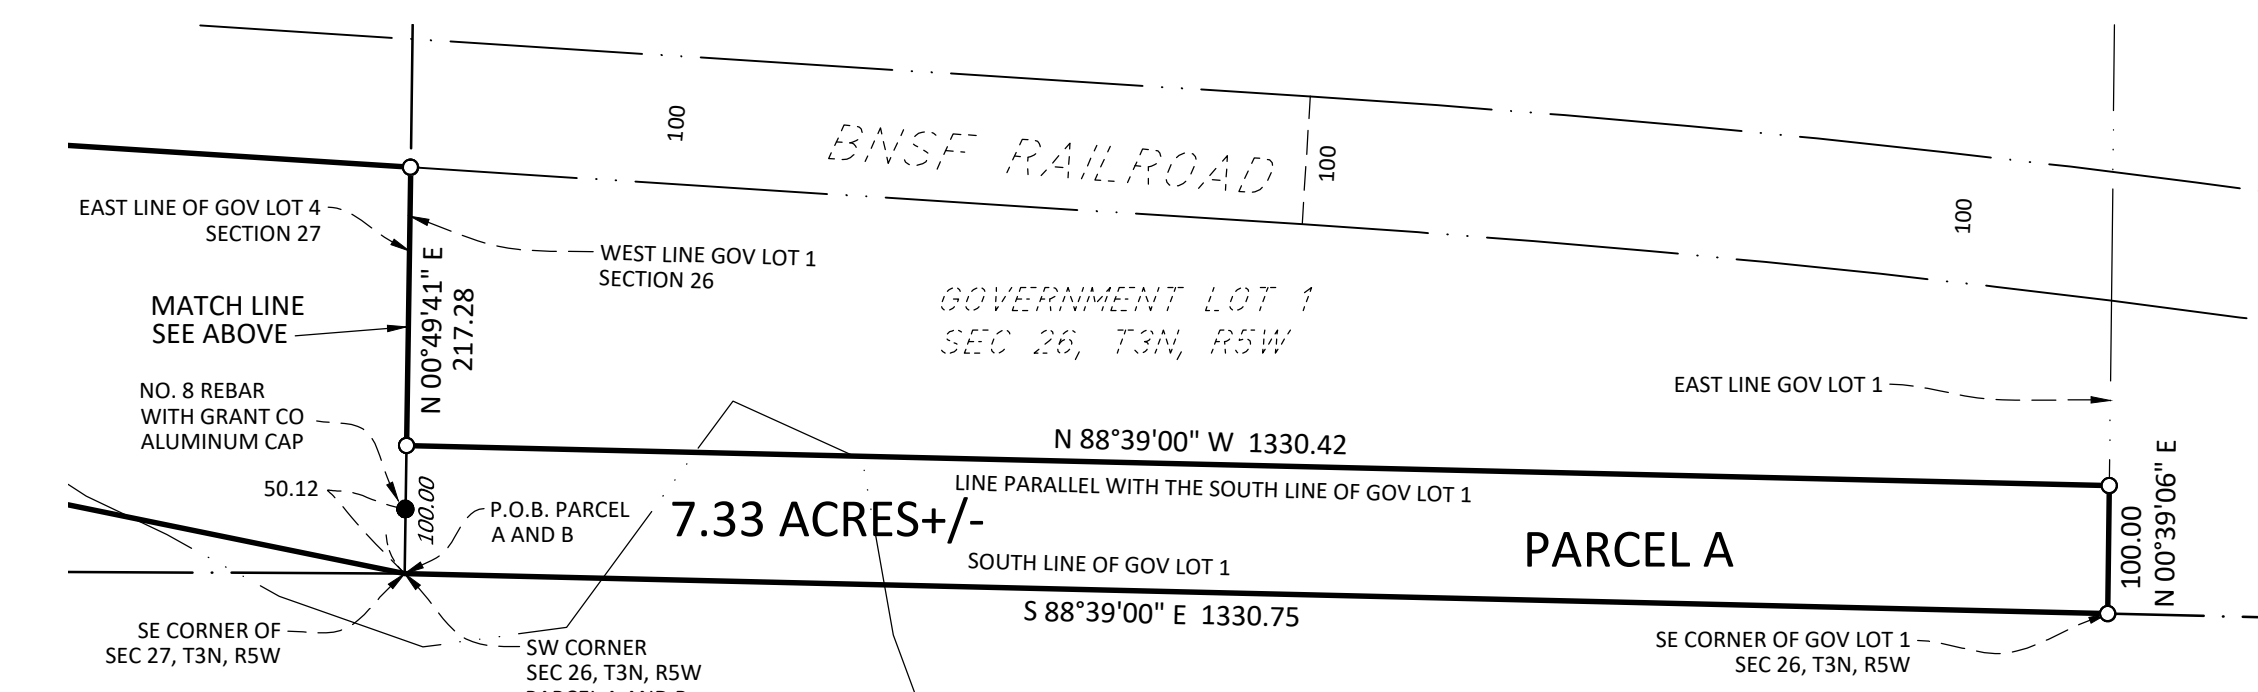 100
BNSF RAILROAD
100
100
EAST LINE OF GOV LOT 4
SECTION 27
WEST LINE GOV LOT 1
SECTION 26
N 00°49'41" E
217.28
MATCH LINE
SEE ABOVE
GOVERNMENT LOT 1
SEC 26, T3N, R5W
EAST LINE GOV LOT 1
NO. 8 REBAR
WITH GRANT CO
ALUMINUM CAP
N 88°39'00" W 1330.42
LINE PARALLEL WITH THE SOUTH LINE OF GOV LOT 1
50.12
100.00
P.O.B. PARCEL
A AND B
7.33 ACRES+/-
PARCEL A
100.00
N 00°39'06" E
SOUTH LINE OF GOV LOT 1
S 88°39'00" E 1330.75
SE CORNER OF
SEC 27, T3N, R5W
SW CORNER
SEC 26, T3N, R5W
PARCEL A AND B
SE CORNER OF GOV LOT 1
SEC 26, T3N, R5W